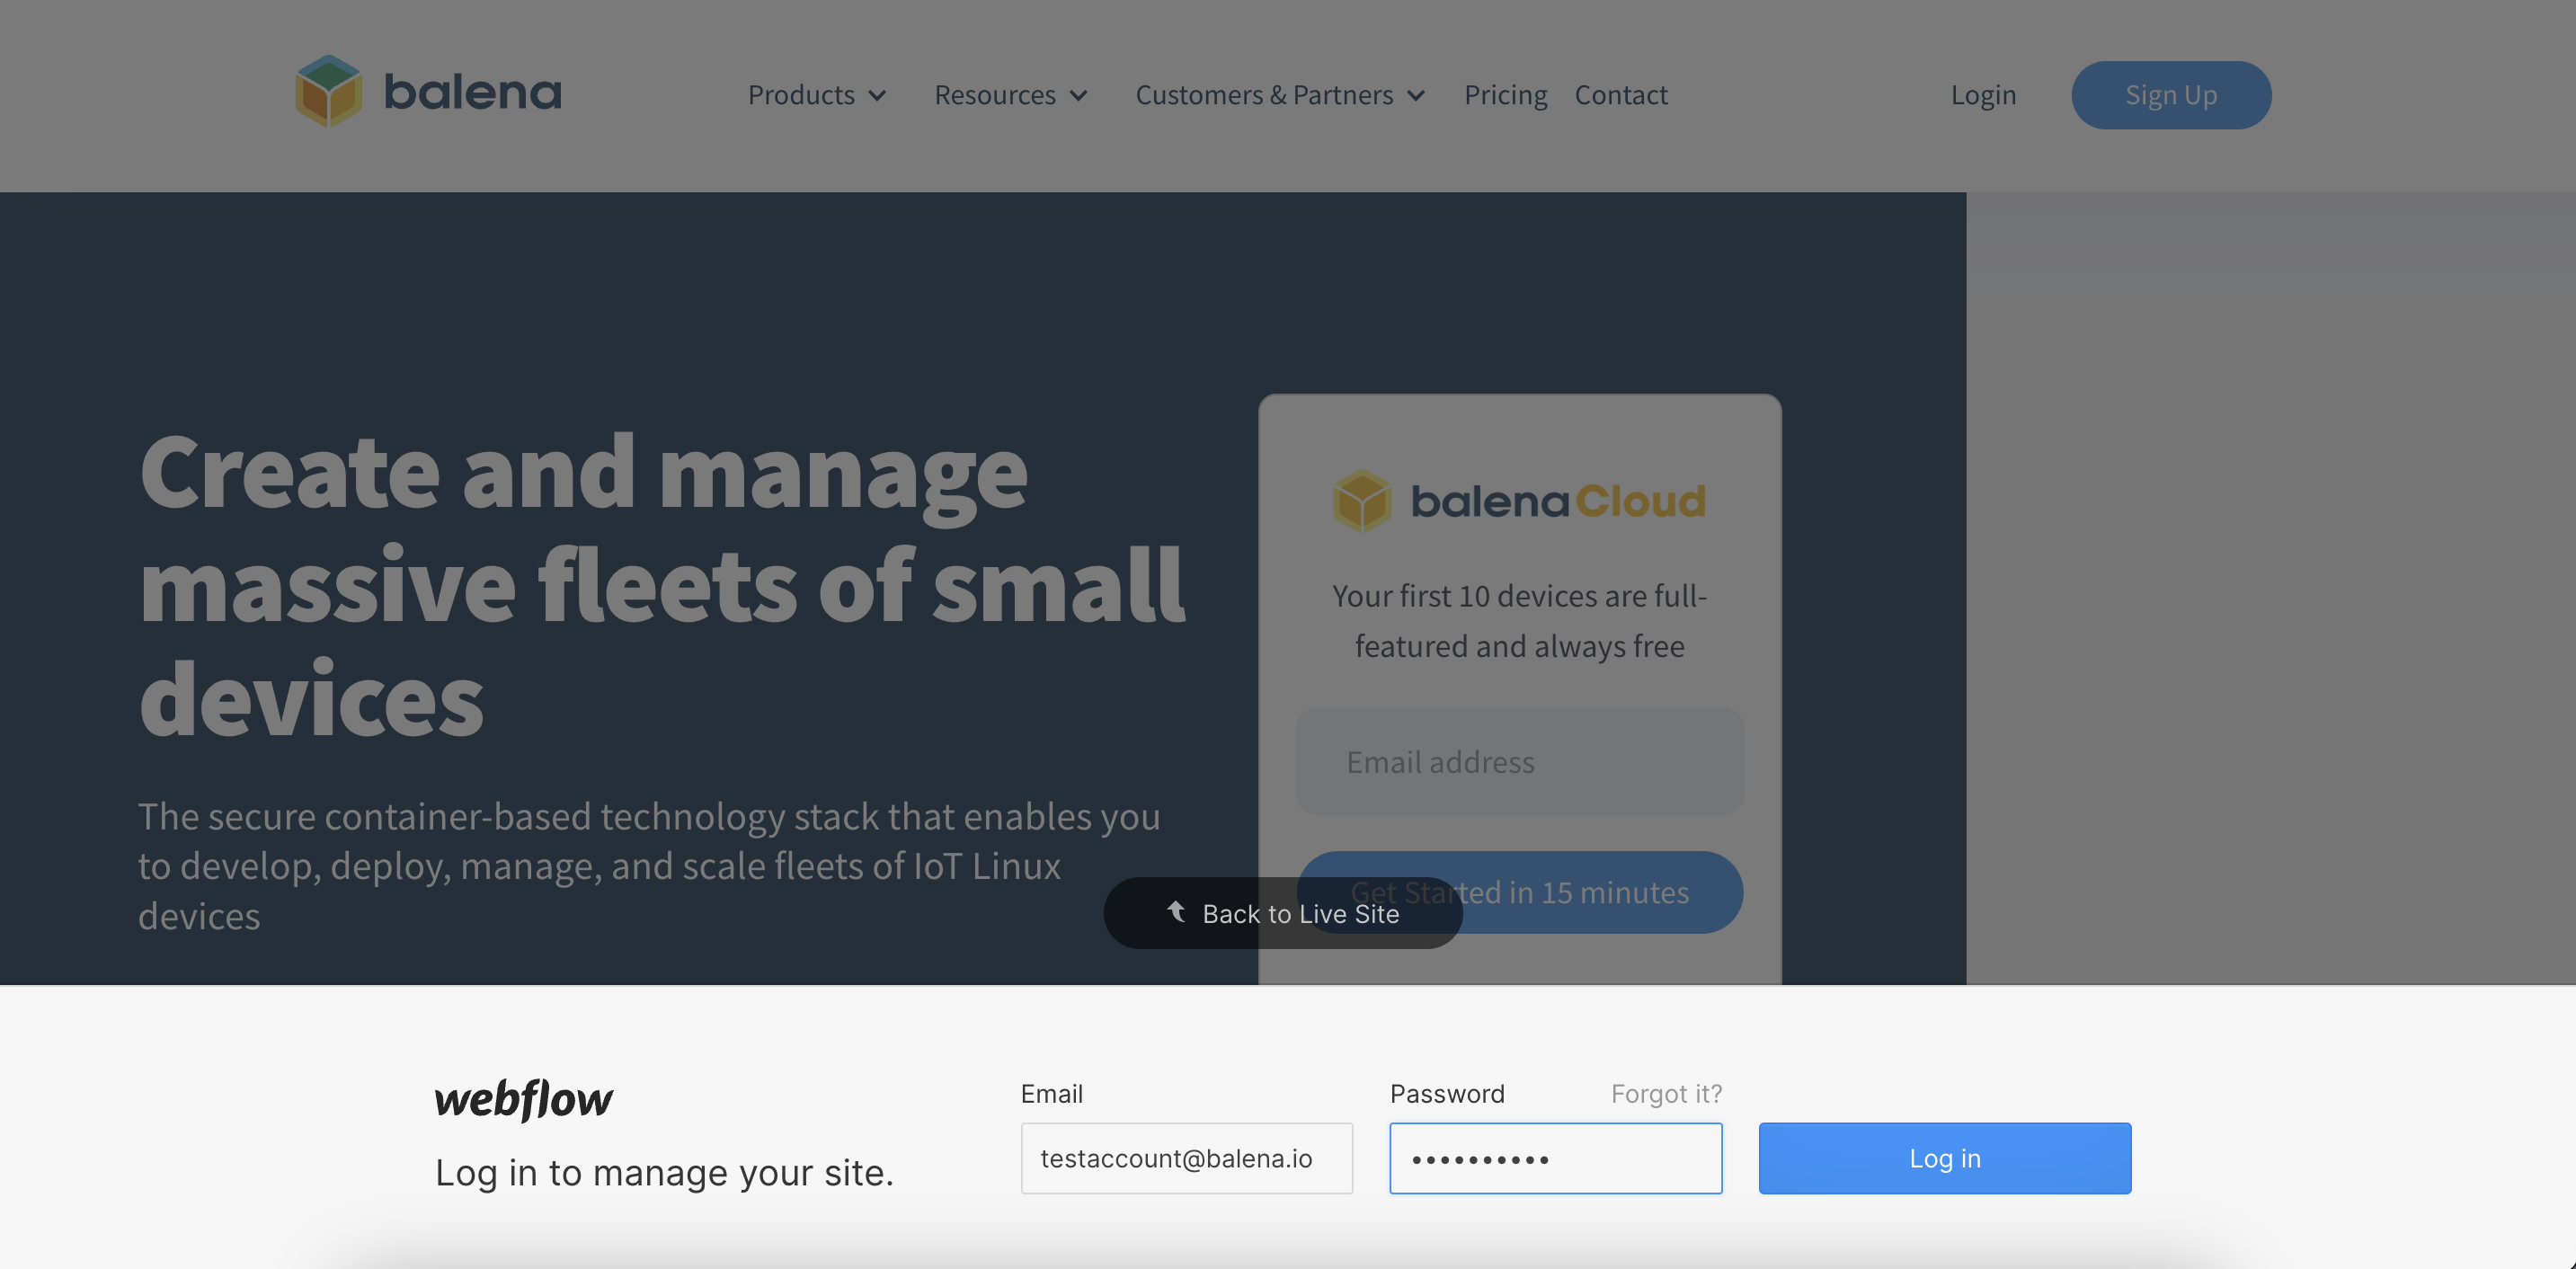 balena
Products
Resources
Customers & Partners
Pricing
Contact
Login
Sign Up
Create and manage
massive fleets of small
devices
The secure container-based technology stack that enables you
to develop, deploy, manage, and scale fleets of IoT Linux
devices
balenaCloud
Your first 10 devices are full-
featured and always free
Email address
Get Started in 15 minutes
Back to Live Site
webflow
Log in to manage your site.
Email
testaccount@balena.io
Password
Forgot it?
••••••••••
Log in